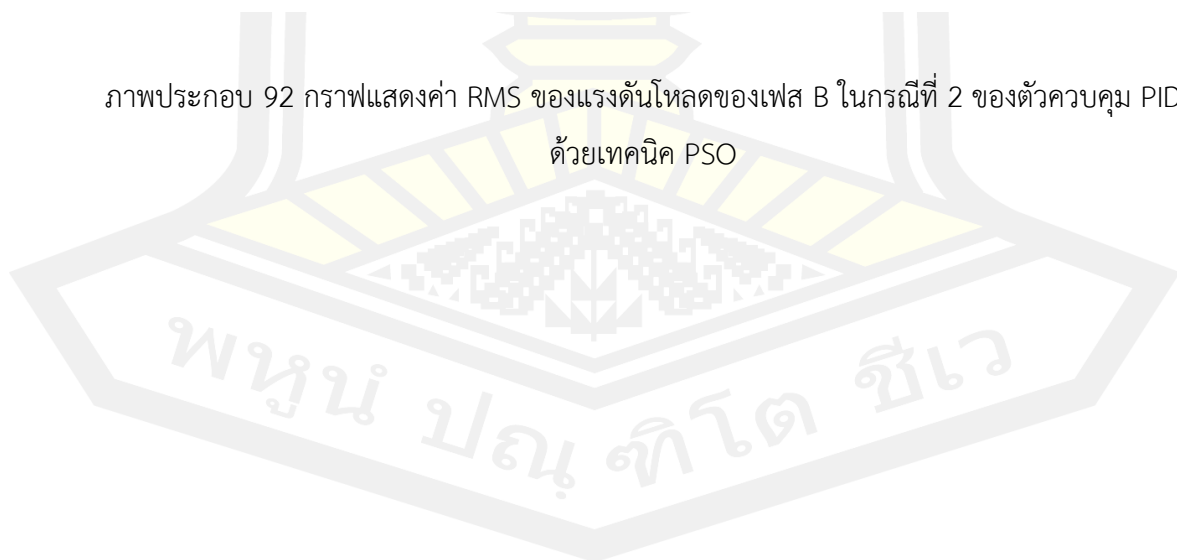 ภาพประกอบ 92 กราฟแสดงค่า RMS ของแรงดันโหลดของเฟส B ในกรณีที่ 2 ของตัวควบคุม PID
ด้วยเทคนิค PSO
พหูนํ ปณฺฑิโต ชีเว